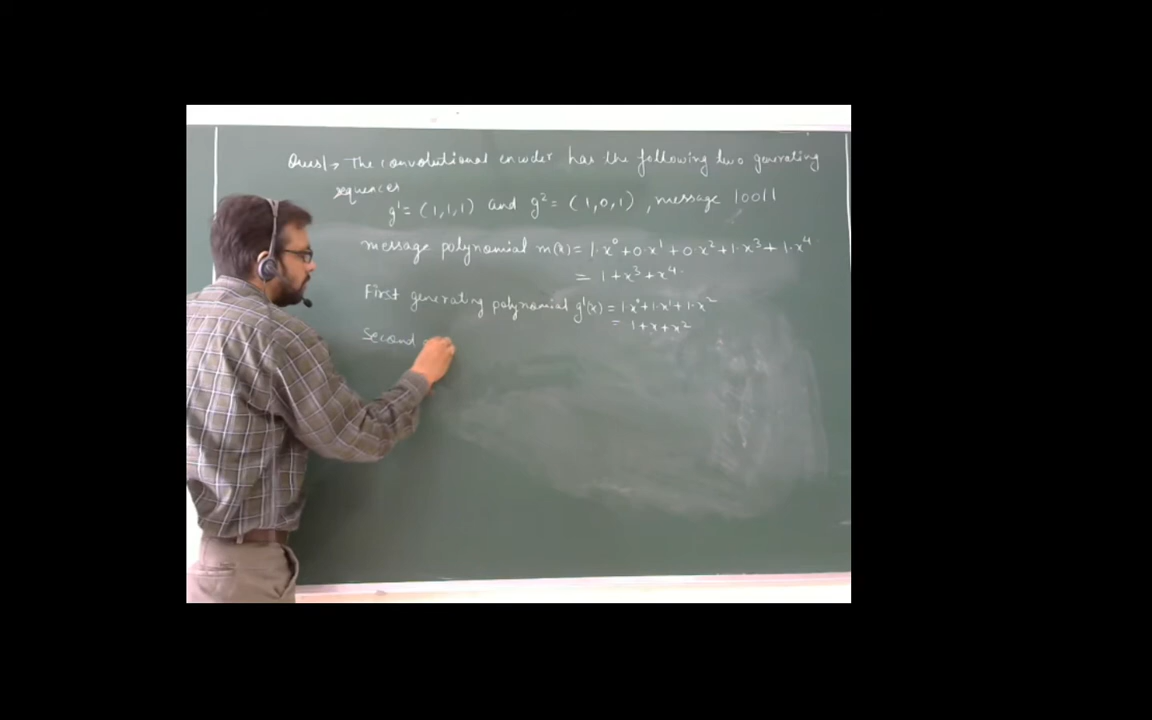 Ques1→ The convolutional encoder has the following two generating
sequences
g¹ = (1,1,1) and g² = (1,0,1), message 10011
message polynomial m(x) = 1·x⁰+0·x¹+0·x²+1·x³+1·x⁴
= 1+x³+x⁴
First generating polynomial g¹(x) = 1·x⁰+1·x¹+1·x²
= 1+x+x²
Second